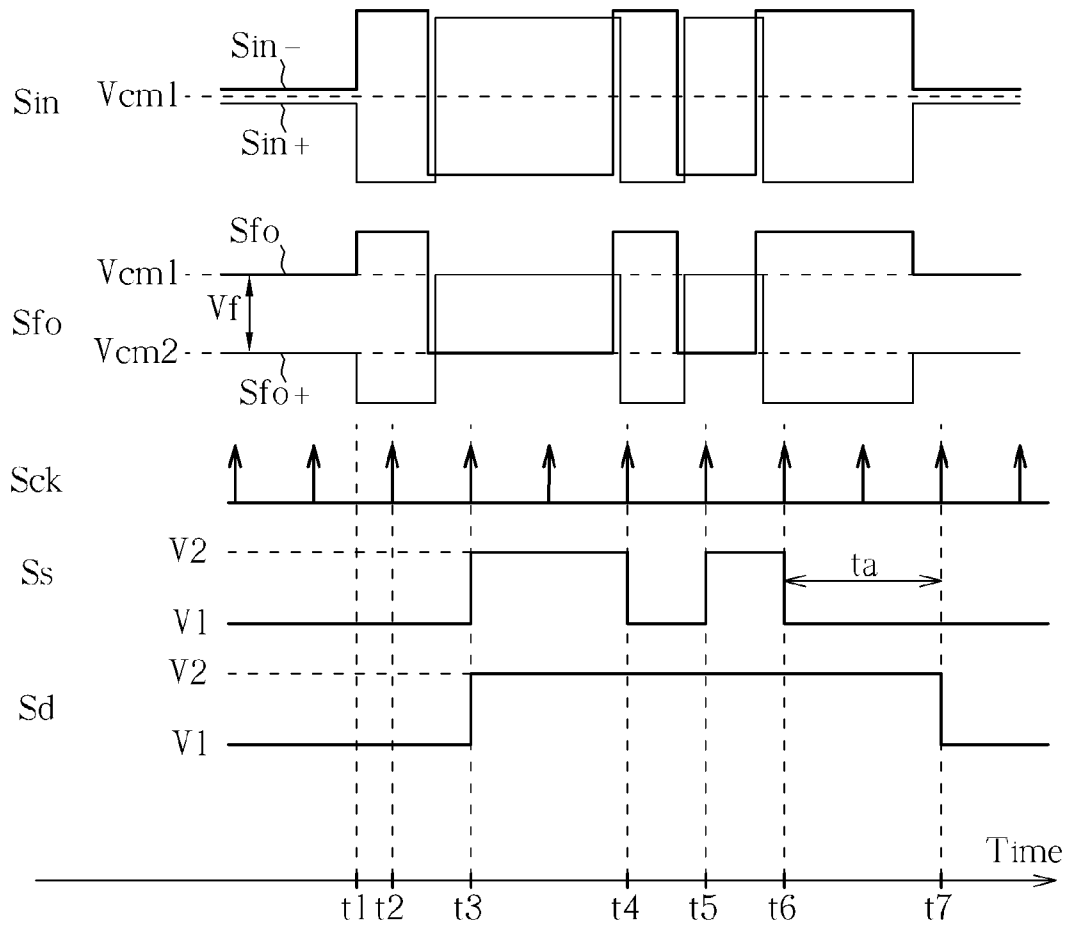 Sin−
Sin
Vcm1
Sin+
Sfo
Vcm1
Vf
Sfo
Vcm2
Sfo+
Sck
V2
Ss
ta
V1
V2
Sd
V1
Time
t1 t2 t3 t4 t5 t6 t7